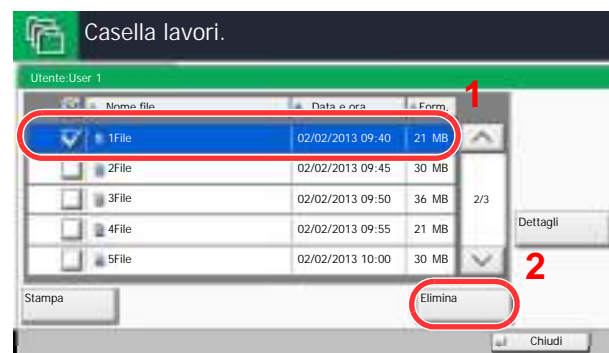 Casella lavori.
Utente:User 1
Nome file Data e ora Form. 1
1File 02/02/2013 09:40 21 MB
2File 02/02/2013 09:45 30 MB
3File 02/02/2013 09:50 36 MB 2/3
4File 02/02/2013 09:55 21 MB Dettagli
5File 02/02/2013 10:00 30 MB 2
Stampa Elimina
Chiudi